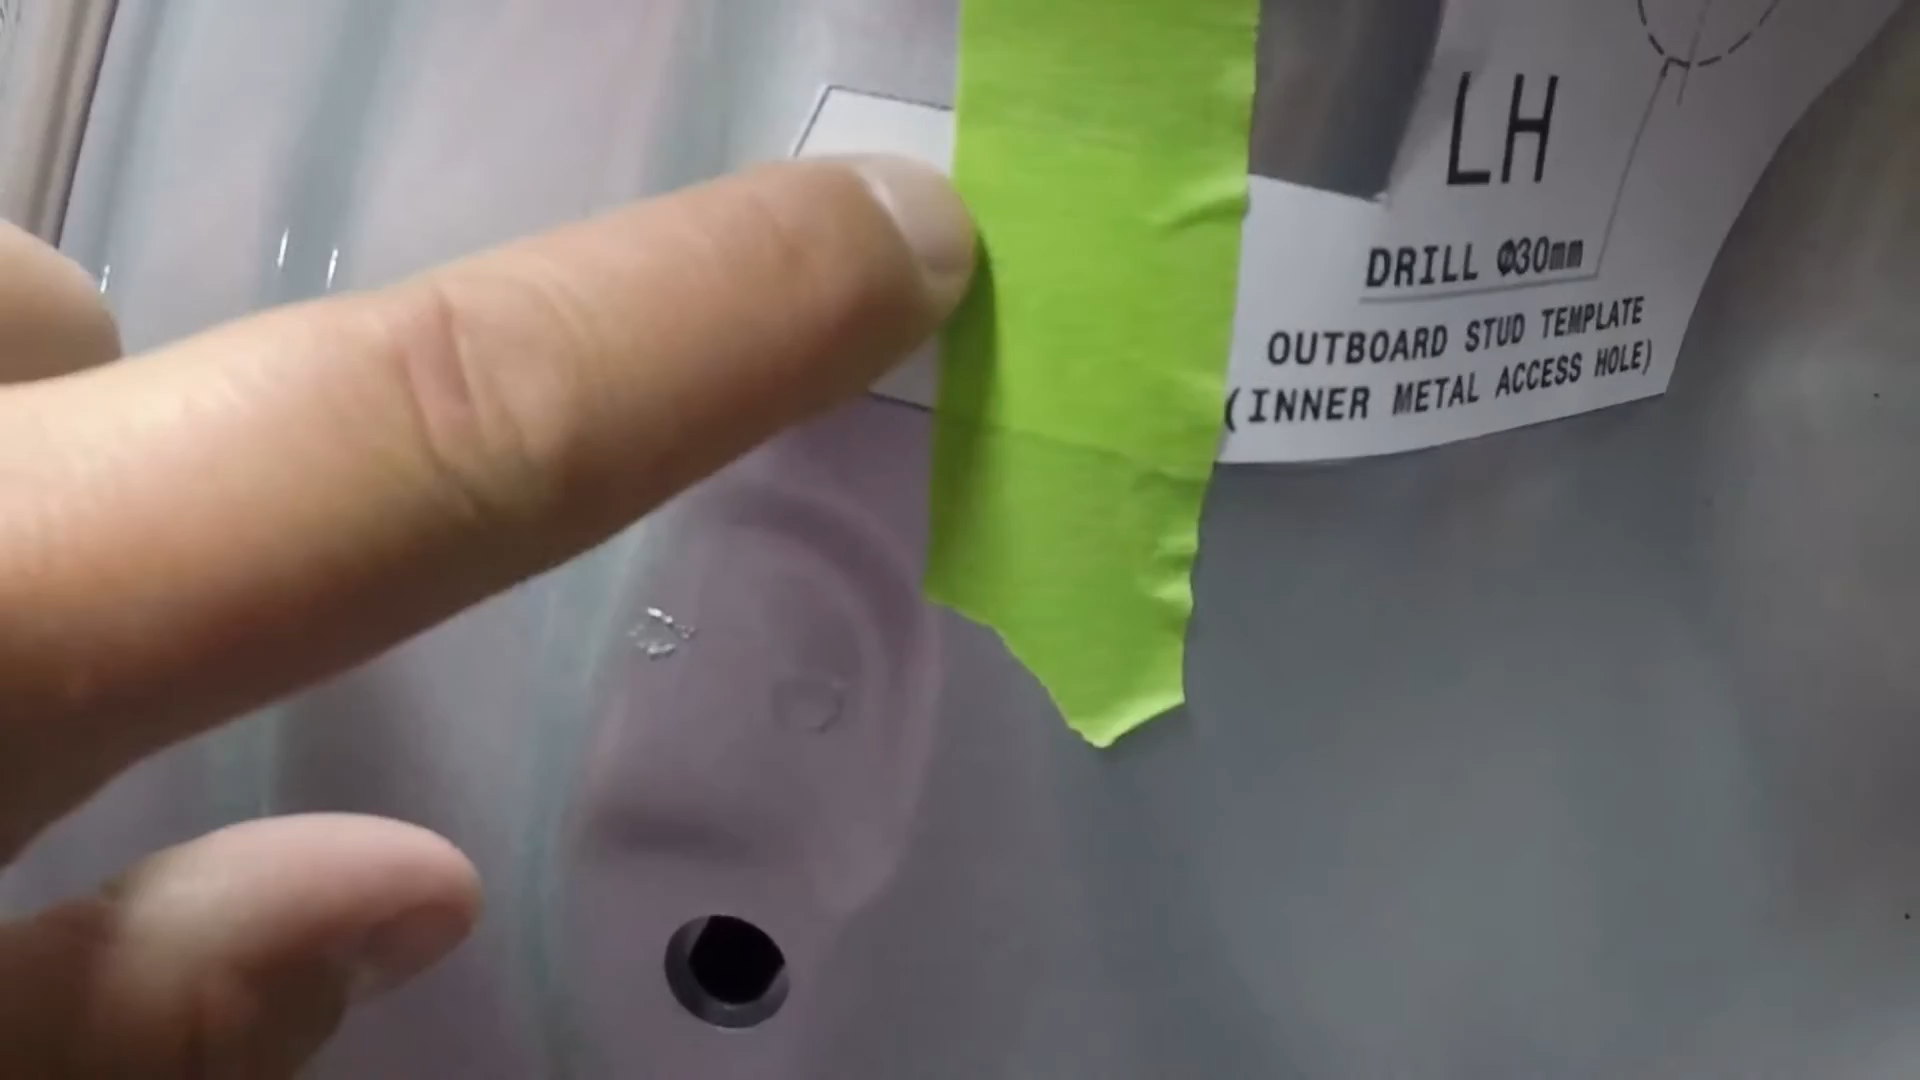 LH
DRILL Φ30mm
OUTBOARD STUD TEMPLATE
(INNER METAL ACCESS HOLE)